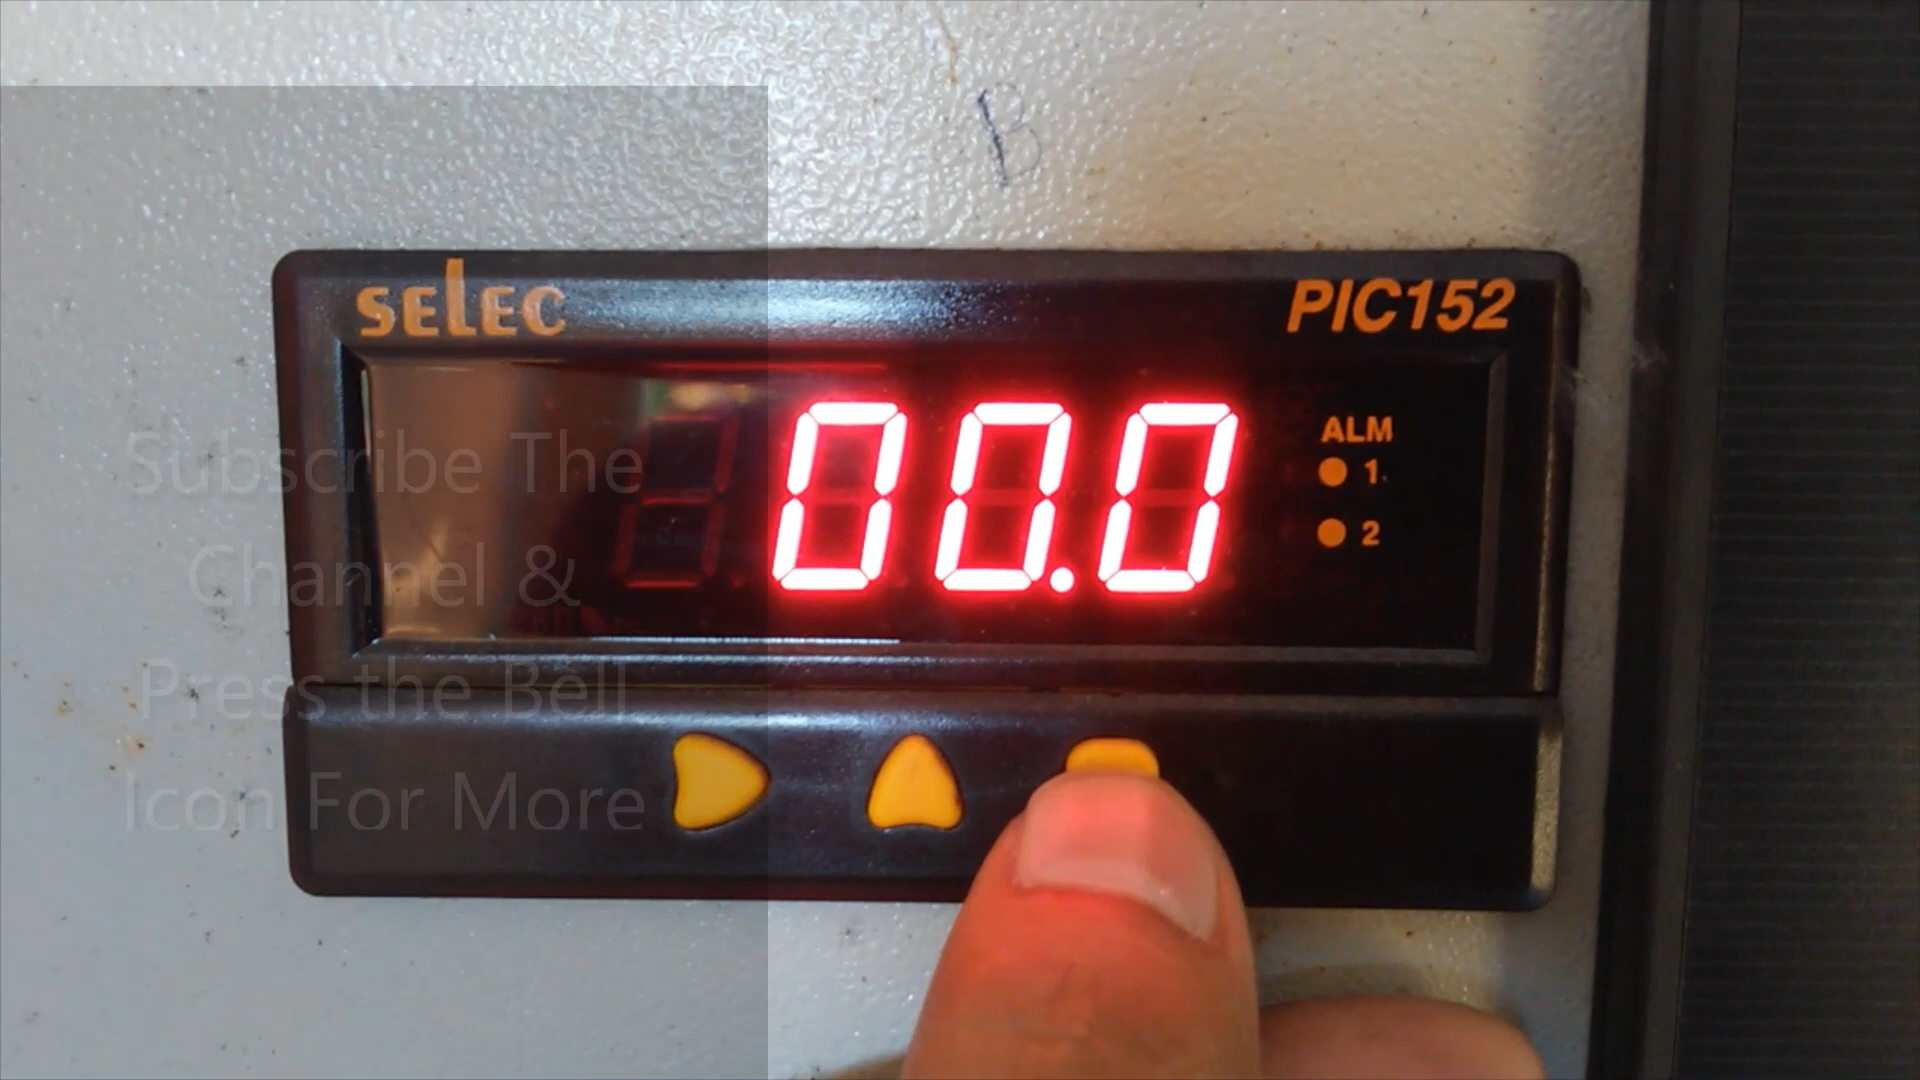 B
SELEC
PIC152
00.0
ALM
1
2
Subscribe The
Channel &
Press the Bell
Icon For More